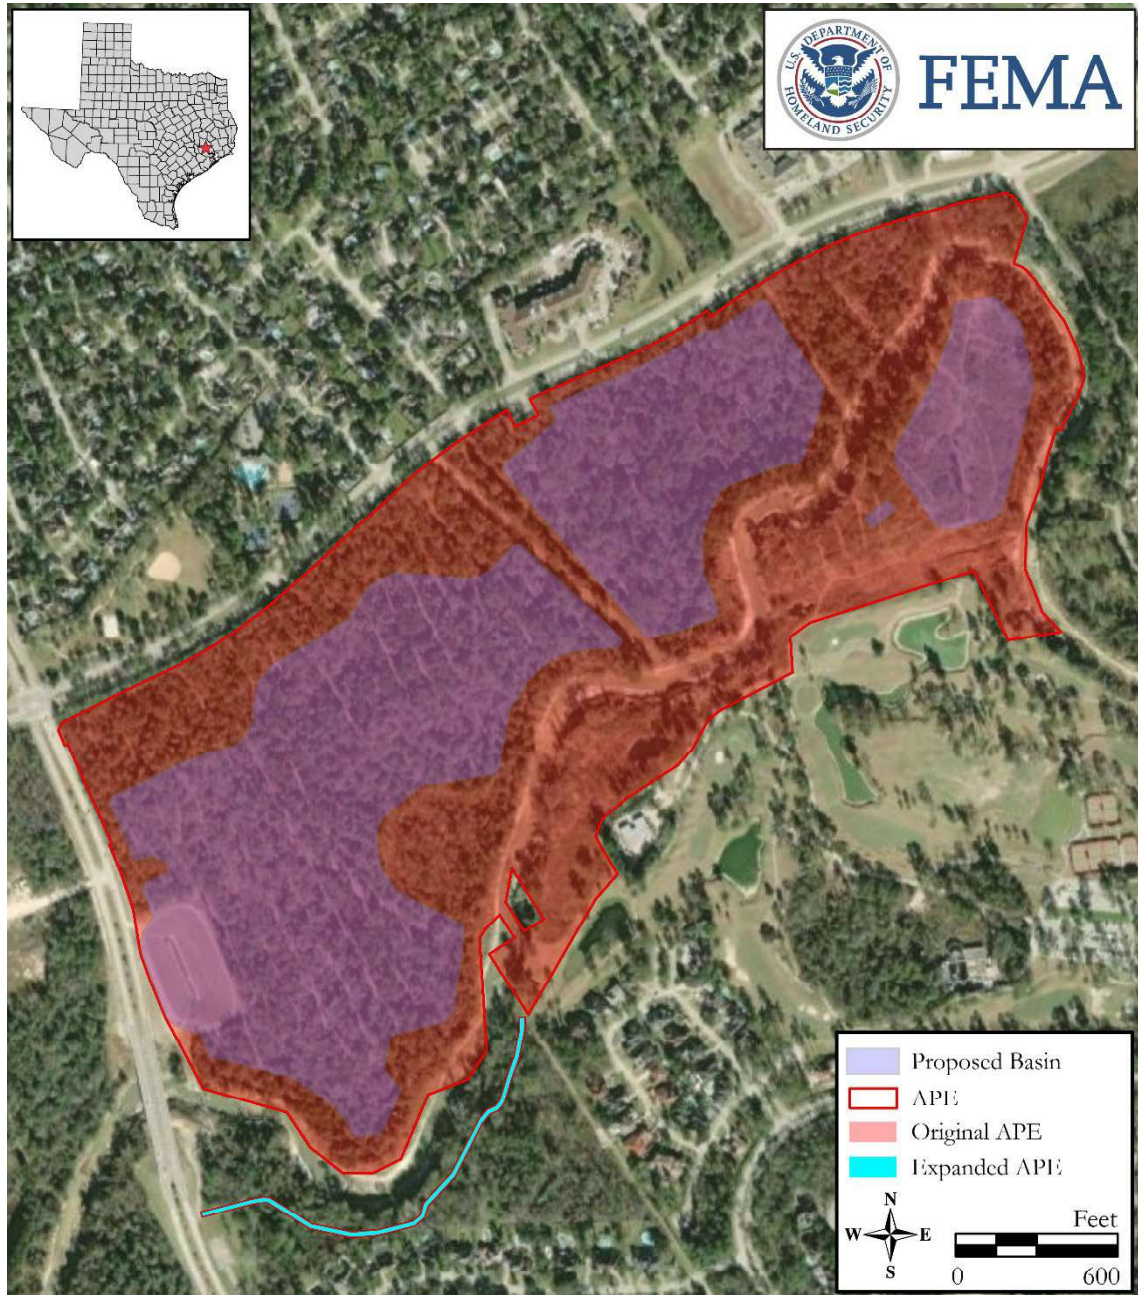 U.S. DEPARTMENT OF
HOMELAND SECURITY
FEMA
Proposed Basin
APE
Original APE
Expanded APE
N
W E
S
Feet
0 600